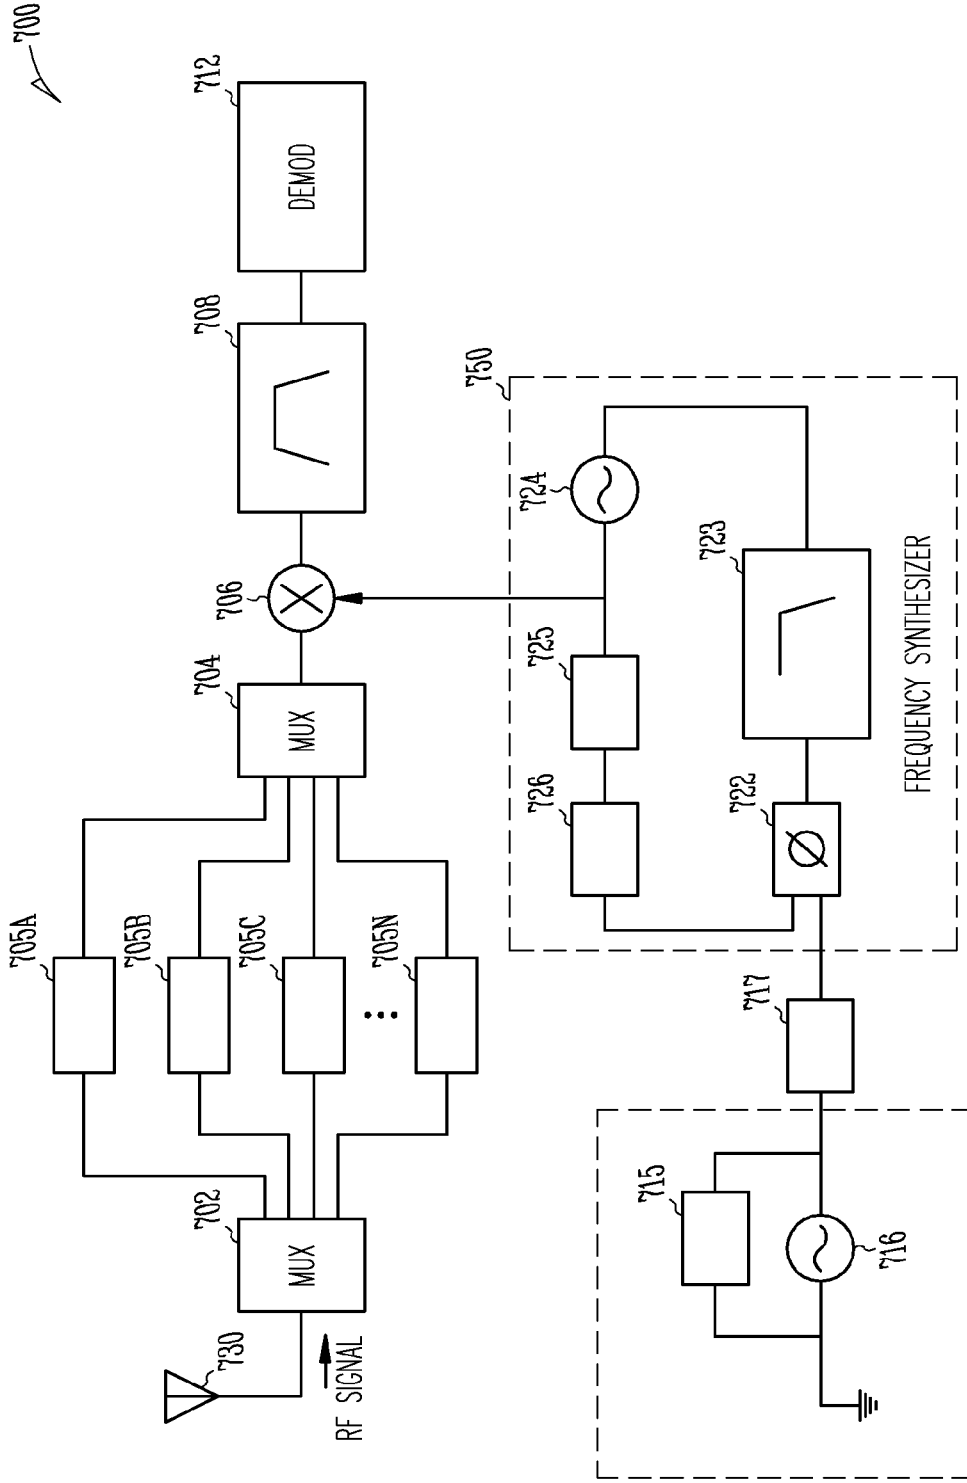 700
712
DEMOD
708
706
704
MUX
705A
705B
705C
705N
702
MUX
730
RF SIGNAL
750
724
725
726
723
722
FREQUENCY SYNTHESIZER
717
715
716